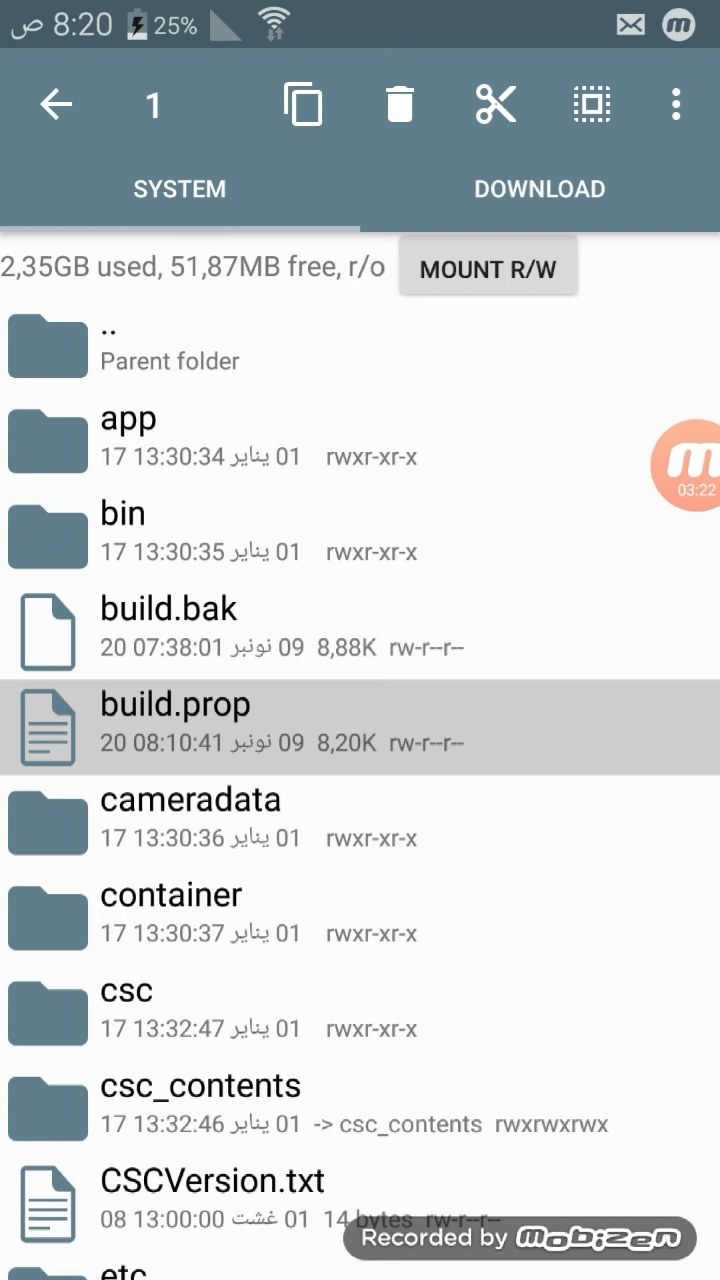 ص 8:20 25%
1
SYSTEM DOWNLOAD
2,35GB used, 51,87MB free, r/o MOUNT R/W
..
Parent folder
app
17 13:30:34 يناير 01 rwxr-xr-x
03:22
bin
17 13:30:35 يناير 01 rwxr-xr-x
build.bak
20 07:38:01 نونبر 09 8,88K rw-r--r--
build.prop
20 08:10:41 نونبر 09 8,20K rw-r--r--
cameradata
17 13:30:36 يناير 01 rwxr-xr-x
container
17 13:30:37 يناير 01 rwxr-xr-x
csc
17 13:32:47 يناير 01 rwxr-xr-x
csc_contents
17 13:32:46 يناير 01 -> csc_contents rwxrwxrwx
CSCVersion.txt
08 13:00:00 غشت 01 14 bytes rw-r--r--
Recorded by mobizen
etc